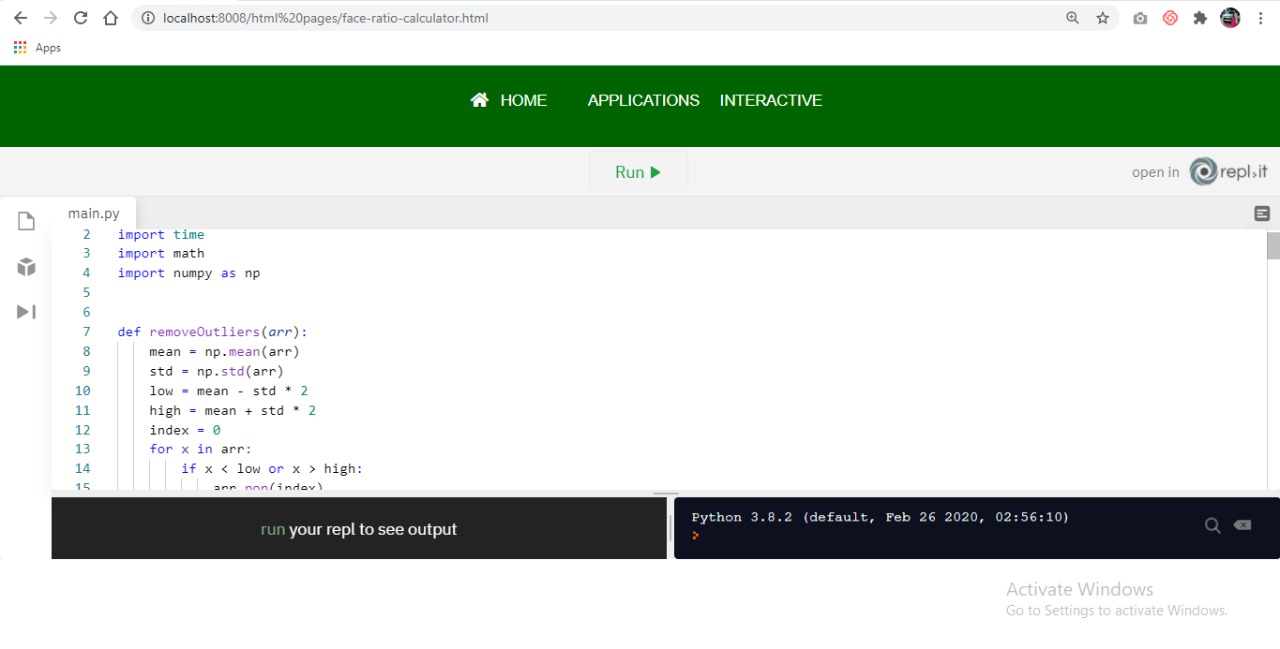 localhost:8008/html%20pages/face-ratio-calculator.html
Apps
HOME APPLICATIONS INTERACTIVE
Run open in repl.it
main.py
2 import time
3 import math
4 import numpy as np
5
6
7 def removeOutliers(arr):
8 mean = np.mean(arr)
9 std = np.std(arr)
10 low = mean - std * 2
11 high = mean + std * 2
12 index = 0
13 for x in arr:
14 if x < low or x > high:
15 arr.pop(index)
run your repl to see output
Python 3.8.2 (default, Feb 26 2020, 02:56:10)
>
Activate Windows
Go to Settings to activate Windows.